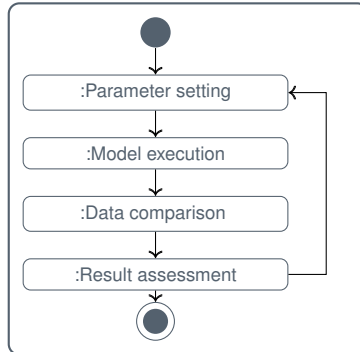 :Parameter setting
:Model execution
:Data comparison
:Result assessment